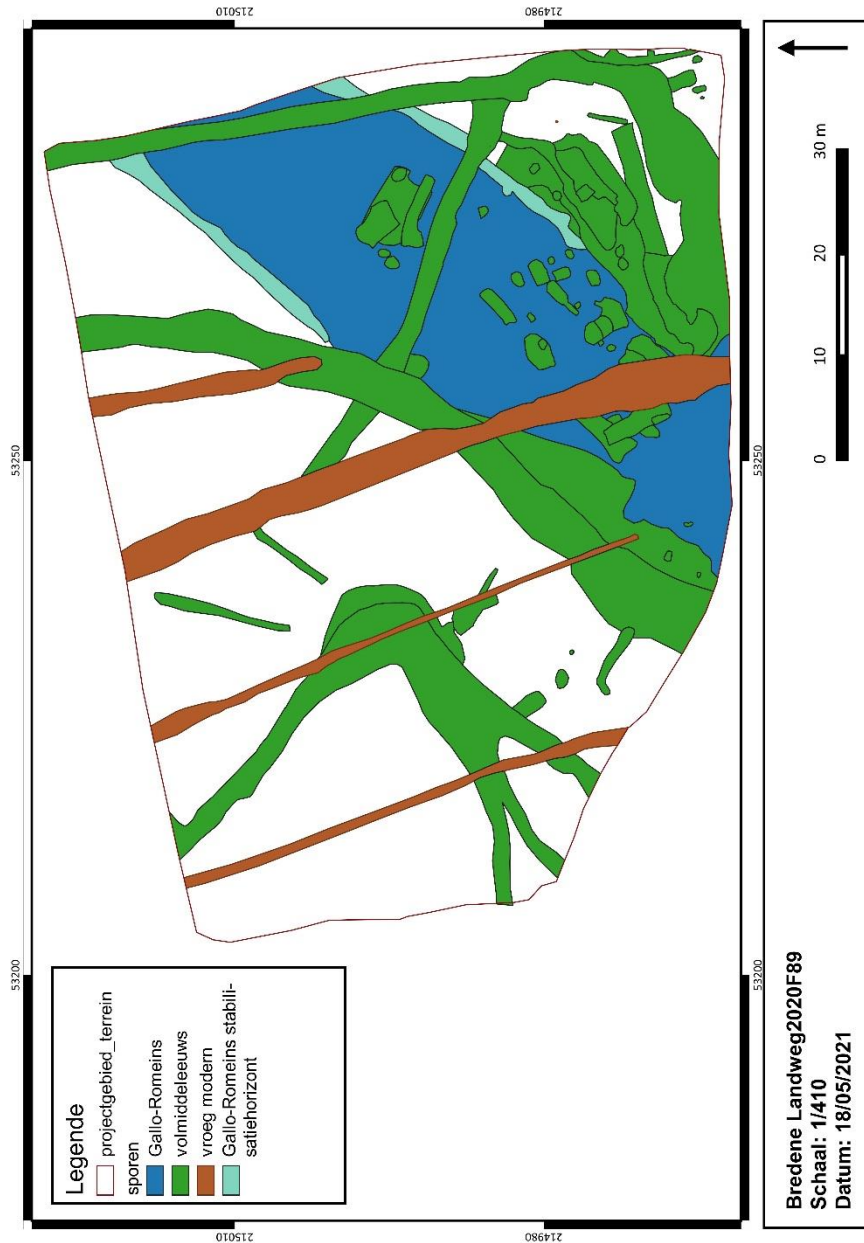 53200
53250
215010
214980
215010
214980
53200
53250
Legende
projectgebied_terrein
sporen
Gallo-Romeins
volmiddeleeuws
vroeg modern
Gallo-Romeins stabili-
satiehorizont
Bredene Landweg2020F89
Schaal: 1/410
Datum: 18/05/2021
0 10 20 30 m